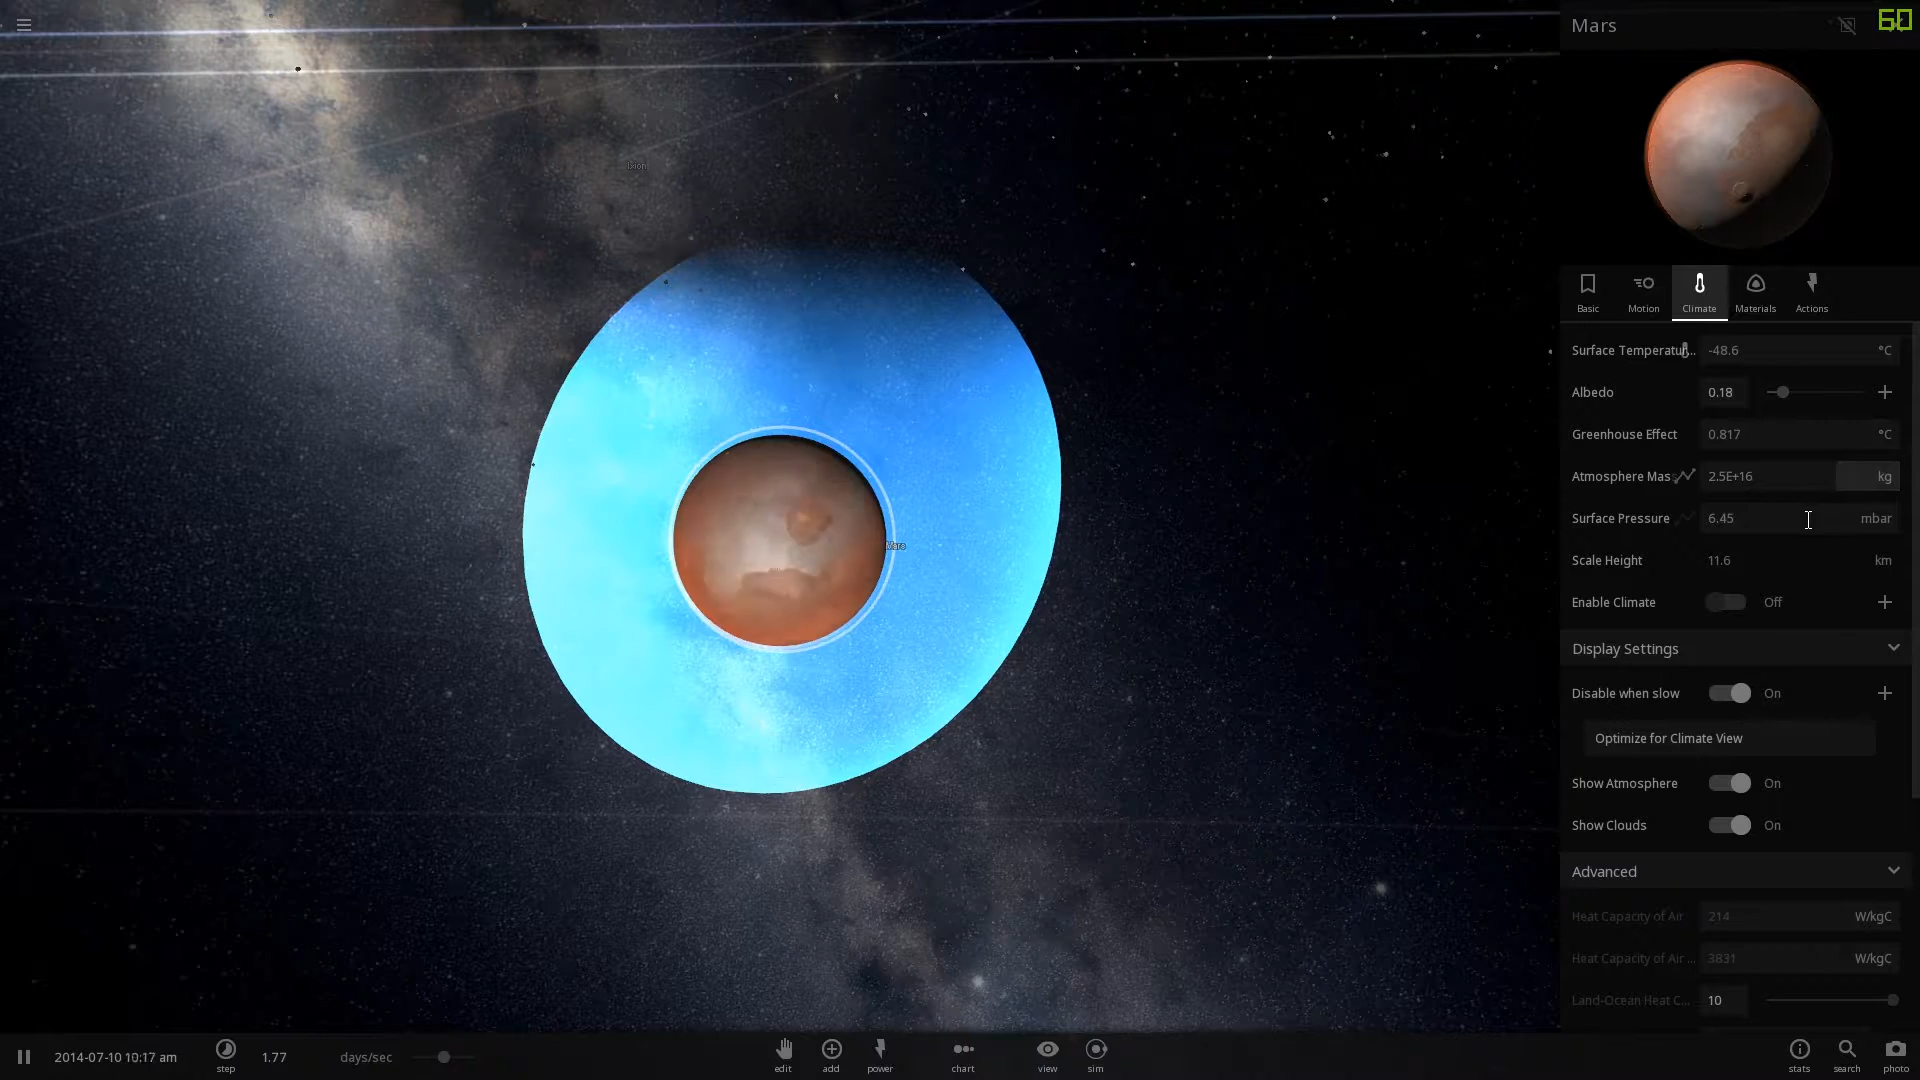 Mars
60
Ixion
Mars
Basic
Motion
Climate
Materials
Actions
Surface Temperatur... -48.6 °C
Albedo 0.18
Greenhouse Effect 0.817 °C
Atmosphere Mas 2.5E+16 kg
Surface Pressure 6.45 mbar
Scale Height 11.6 km
Enable Climate Off
Display Settings
Disable when slow On
Optimize for Climate View
Show Atmosphere On
Show Clouds On
Advanced
Heat Capacity of Air 214 W/kgC
Heat Capacity of Air ... 3831 W/kgC
Land-Ocean Heat C... 10
2014-07-10 10:17 am
step
1.77 days/sec
edit
add
power
chart
view
sim
stats
search
photo